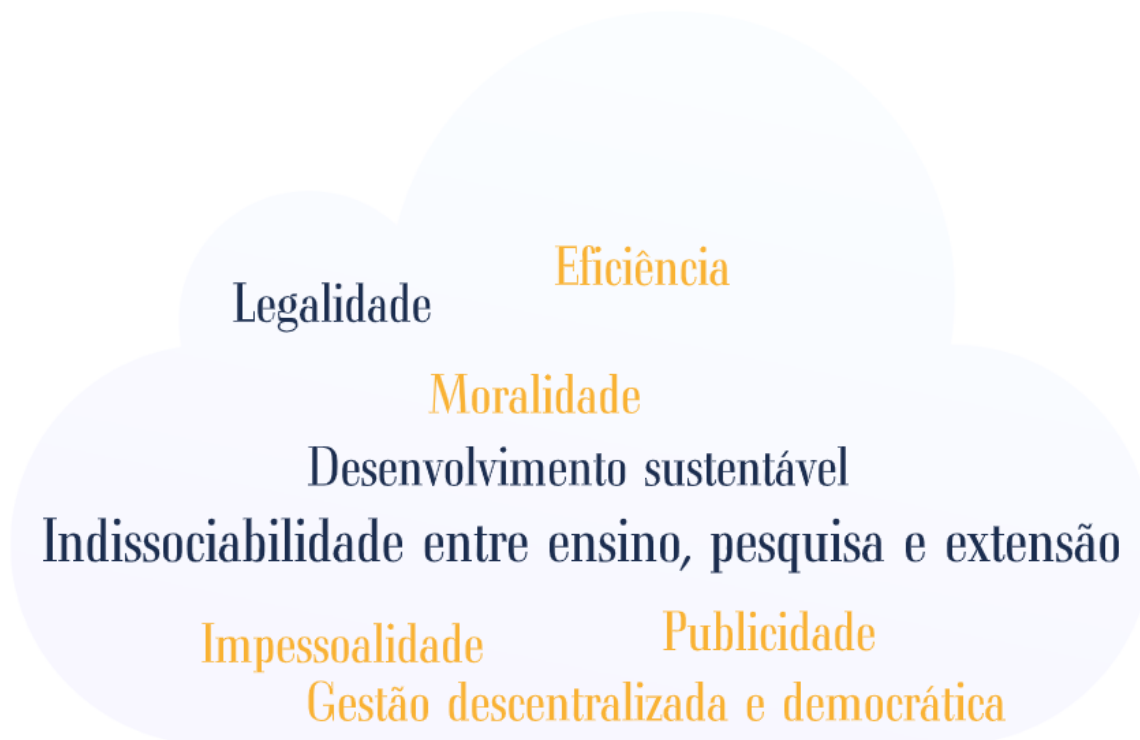 Eficiência
Legalidade
Moralidade
Desenvolvimento sustentável
Indissociabilidade entre ensino, pesquisa e extensão
Publicidade
Impessoalidade
Gestão descentralizada e democrática